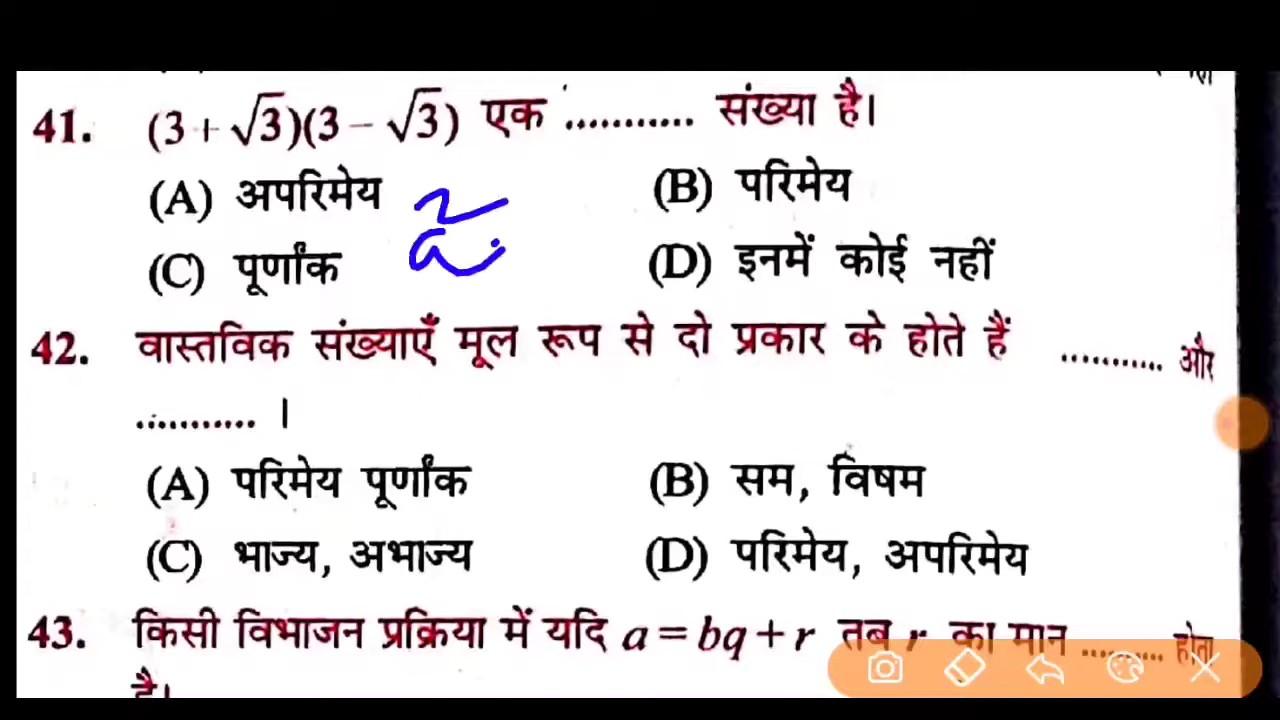 41. (3 + √3)(3 − √3) एक ........... संख्या है।
(A) अपरिमेय (B) परिमेय
(C) पूर्णांक (D) इनमें कोई नहीं
42. वास्तविक संख्याएँ मूल रूप से दो प्रकार के होते हैं ........... और
........... ।
(A) परिमेय पूर्णांक (B) सम, विषम
(C) भाज्य, अभाज्य (D) परिमेय, अपरिमेय
43. किसी विभाजन प्रक्रिया में यदि a = bq + r तब r का मान .......... होता
है।